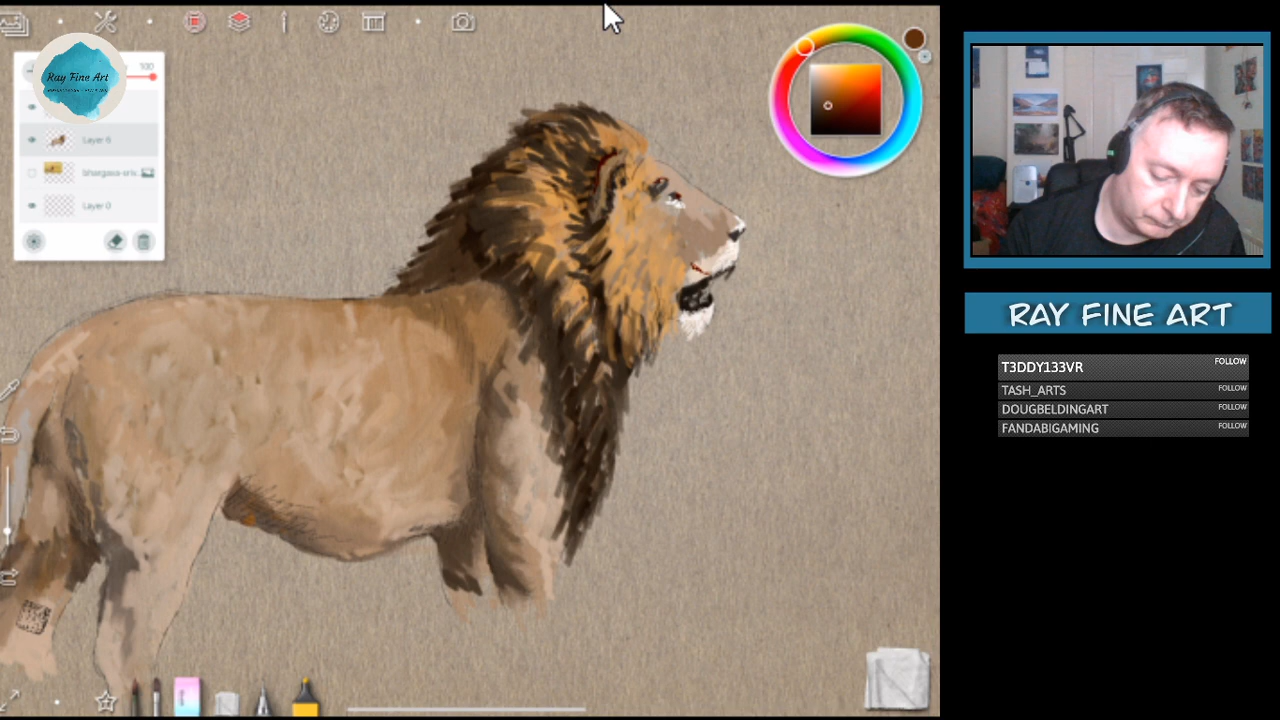 100
Ray Fine Art
Layer 6
Layer 0
RAY FINE ART
T3DDY133VR FOLLOW
TASH_ARTS FOLLOW
DOUGBELDINGART FOLLOW
FANDABIGAMING FOLLOW